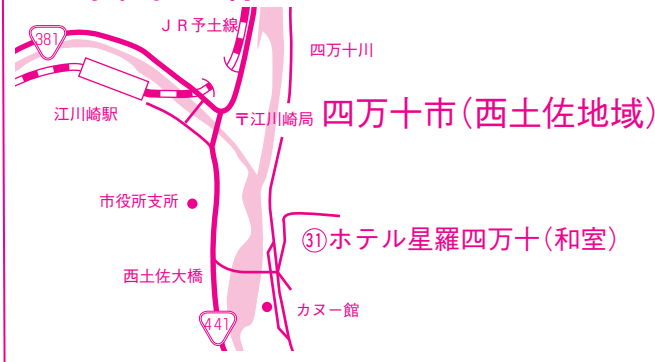 JR予土線
381
四万十川
江川崎駅
〒江川崎局
四万十市(西土佐地域)
市役所支所
㉛ホテル星羅四万十(和室)
西土佐大橋
カヌー館
441